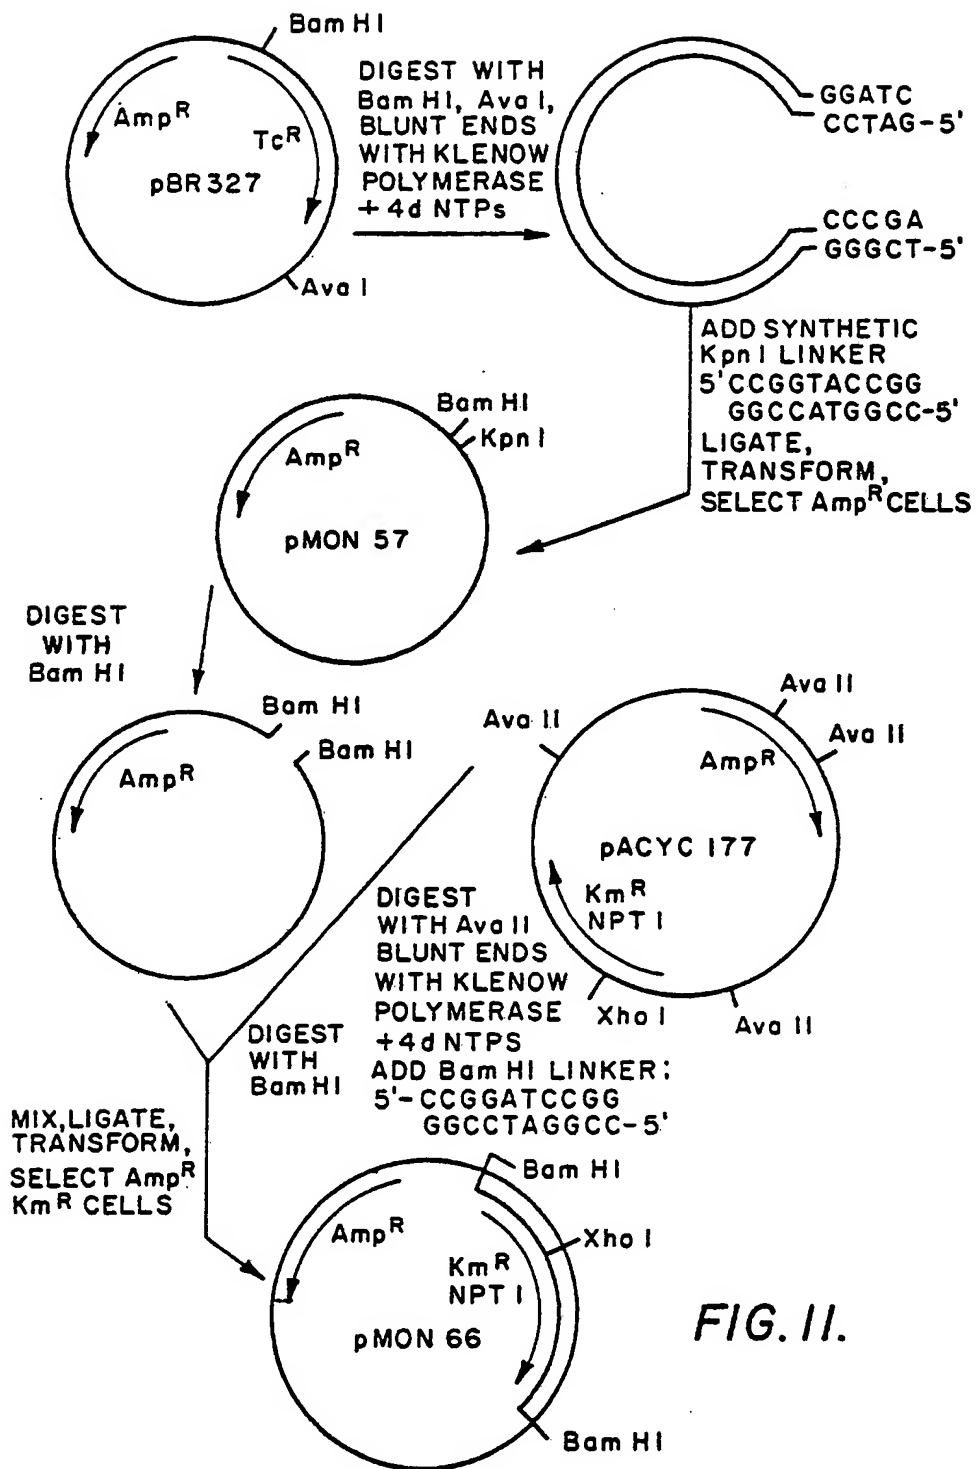 Bam HI
AmpR
TcR
pBR327
Ava I
DIGEST WITH
Bam HI, Ava I,
BLUNT ENDS
WITH KLENOW
POLYMERASE
+4d NTPs
GGATC
CCTAG-5'
CCCGA
GGGCT-5'
ADD SYNTHETIC
Kpn I LINKER
5'CCGGTACCGG
GGCCATGGCC-5'
LIGATE,
TRANSFORM,
SELECT AmpR CELLS
Bam HI
Kpn I
AmpR
pMON 57
DIGEST
WITH
Bam HI
Bam HI
Bam HI
AmpR
Ava II
Ava II
Ava II
AmpR
pACYC 177
KmR
NPT I
Xho I
Ava II
DIGEST
WITH Ava II
BLUNT ENDS
WITH KLENOW
POLYMERASE
+4d NTPS
ADD Bam HI LINKER:
5'-CCGGATCCGG
GGCCTAGGCC-5'
DIGEST
WITH
Bam HI
MIX, LIGATE,
TRANSFORM,
SELECT AmpR
KmR CELLS
Bam HI
AmpR
Xho I
KmR
NPT I
pMON 66
Bam HI
FIG. 11.